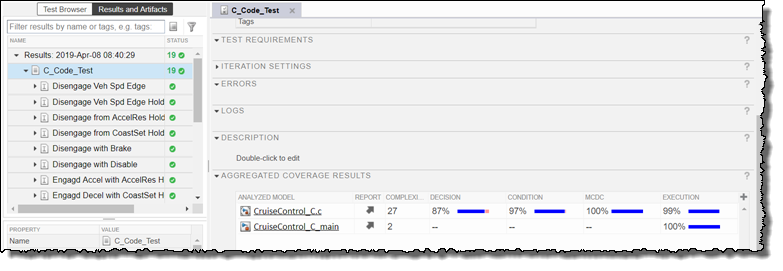 Test Browser Results and Artifacts
Filter results by name or tags, e.g. tags:
NAME STATUS
Results: 2019-Apr-08 08:40:29 19
C_Code_Test 19
Disengage Veh Spd Edge
Disengage Veh Spd Edge Hold
Disengage from AccelRes Hold
Disengage from CoastSet Hold
Disengage with Brake
Disengage with Disable
Engagd Accel with AccelRes H
Engagd Decel with CoastSet H
PROPERTY VALUE
Name C_Code_Test
C_Code_Test
Tags
TEST REQUIREMENTS ?
ITERATION SETTINGS ?
ERRORS ?
LOGS ?
DESCRIPTION ?
Double-click to edit
AGGREGATED COVERAGE RESULTS ?
ANALYZED MODEL REPORT COMPLEXI... DECISION CONDITION MCDC EXECUTION
CruiseControl_C.c 27 87% 97% 100% 99%
CruiseControl_C_main 2 -- -- -- 100%